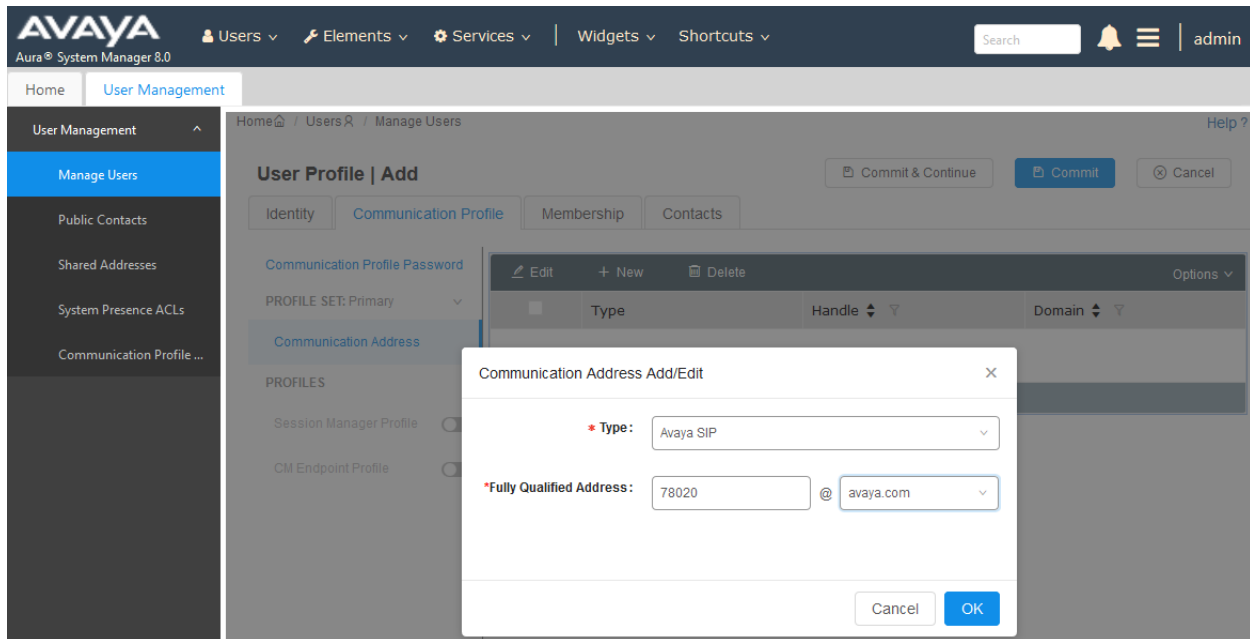 AVAYA
Aura® System Manager 8.0
Users Elements Services | Widgets Shortcuts Search | admin
Home User Management
User Management
Manage Users
Public Contacts
Shared Addresses
System Presence ACLs
Communication Profile ...
Home / Users / Manage Users Help ?
User Profile | Add Commit & Continue Commit Cancel
Identity Communication Profile Membership Contacts
Communication Profile Password
PROFILE SET: Primary
Communication Address
PROFILES
Session Manager Profile
CM Endpoint Profile
Edit + New Delete Options
Type Handle Domain
Communication Address Add/Edit ×
* Type : Avaya SIP
*Fully Qualified Address : 78020 @ avaya.com
Cancel OK